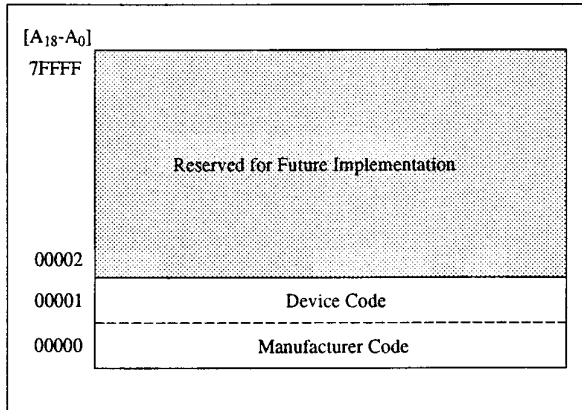 [A18-A0]
7FFFF
Reserved for Future Implementation
00002
00001 Device Code
00000 Manufacturer Code